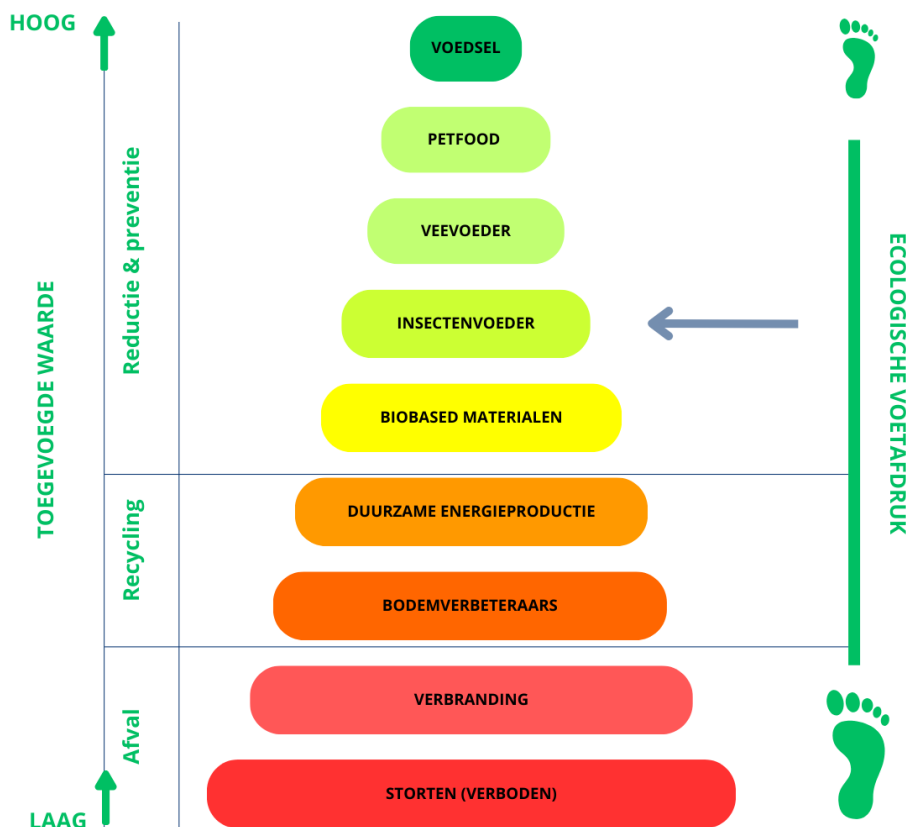 HOOG
VOEDSEL
PETFOOD
VEEVOEDER
INSECTENVOEDER
BIOBASED MATERIALEN
DUURZAME ENERGIEPRODUCTIE
BODEMVERBETERAARS
VERBRANDING
STORTEN (VERBODEN)
LAAG
TOEGEVOEGDE WAARDE
Reductie & preventie
Recycling
Afval
ECOLOGISCHE VOETAFDRUK